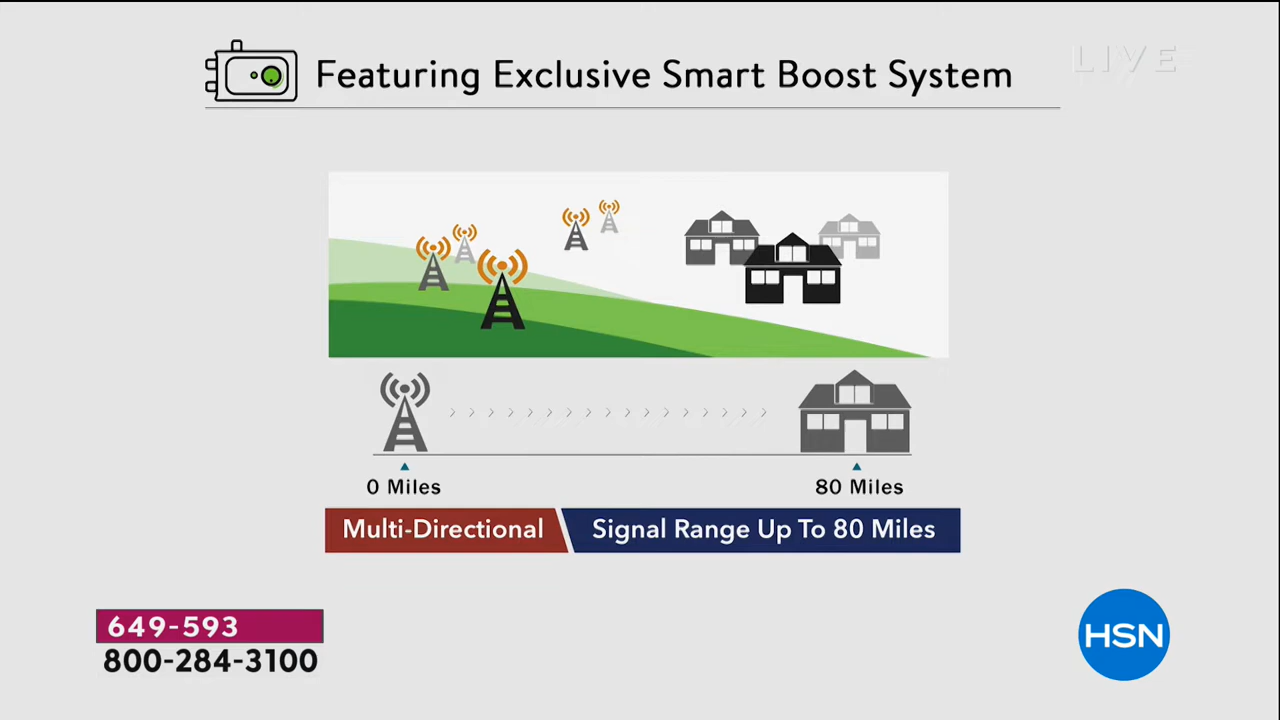 Featuring Exclusive Smart Boost System
LIVE
0 Miles
80 Miles
Multi-Directional
Signal Range Up To 80 Miles
649-593
800-284-3100
HSN